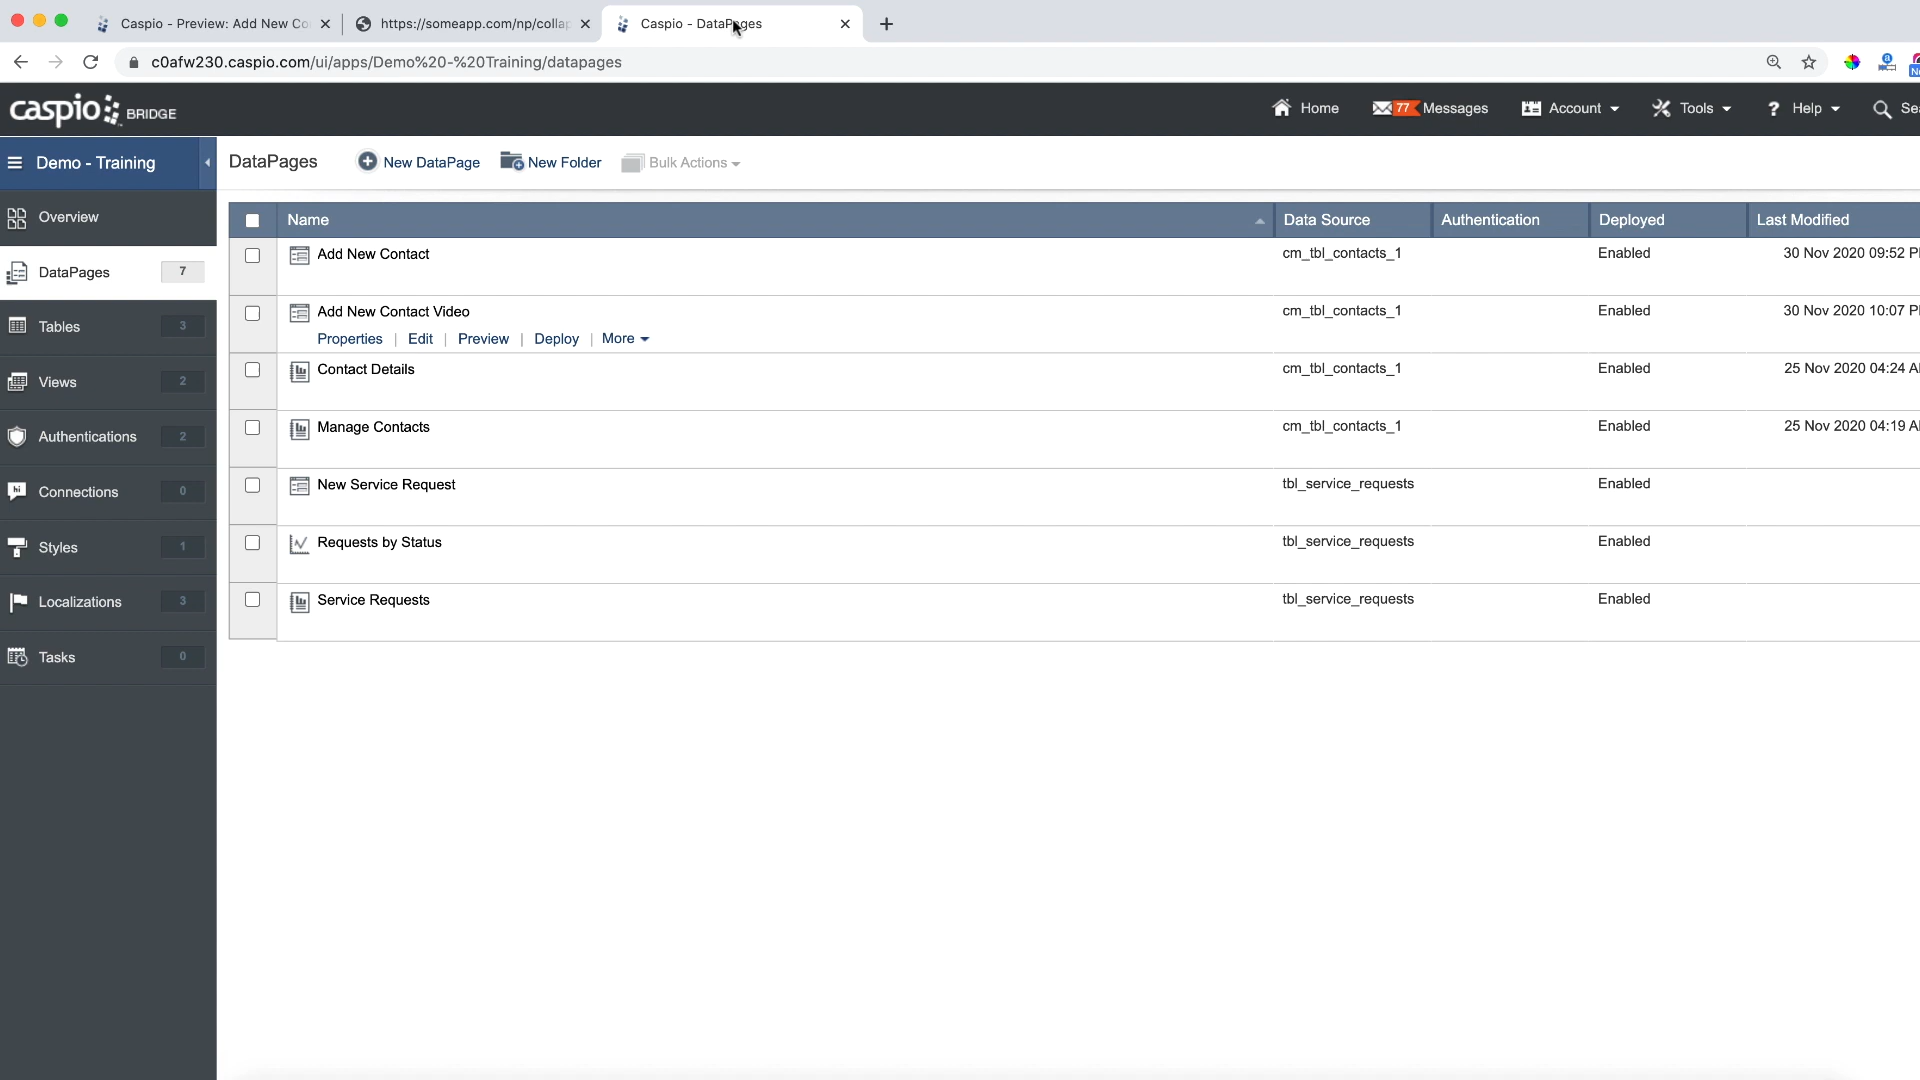 Caspio - Preview: Add New Co
https://someapp.com/np/colla
Caspio - DataPages
c0afw230.caspio.com/ui/apps/Demo%20-%20Training/datapages
caspio BRIDGE
Home
77 Messages
Account
Tools
? Help
Demo - Training
DataPages
New DataPage
New Folder
Bulk Actions
Overview
DataPages 7
Tables 3
Views 2
Authentications 2
Connections 0
Styles 1
Localizations 3
Tasks 0
Name Data Source Authentication Deployed Last Modified
Add New Contact cm_tbl_contacts_1 Enabled 30 Nov 2020 09:52 P
Add New Contact Video cm_tbl_contacts_1 Enabled 30 Nov 2020 10:07 P
Properties | Edit | Preview | Deploy | More
Contact Details cm_tbl_contacts_1 Enabled 25 Nov 2020 04:24 A
Manage Contacts cm_tbl_contacts_1 Enabled 25 Nov 2020 04:19 A
New Service Request tbl_service_requests Enabled
Requests by Status tbl_service_requests Enabled
Service Requests tbl_service_requests Enabled